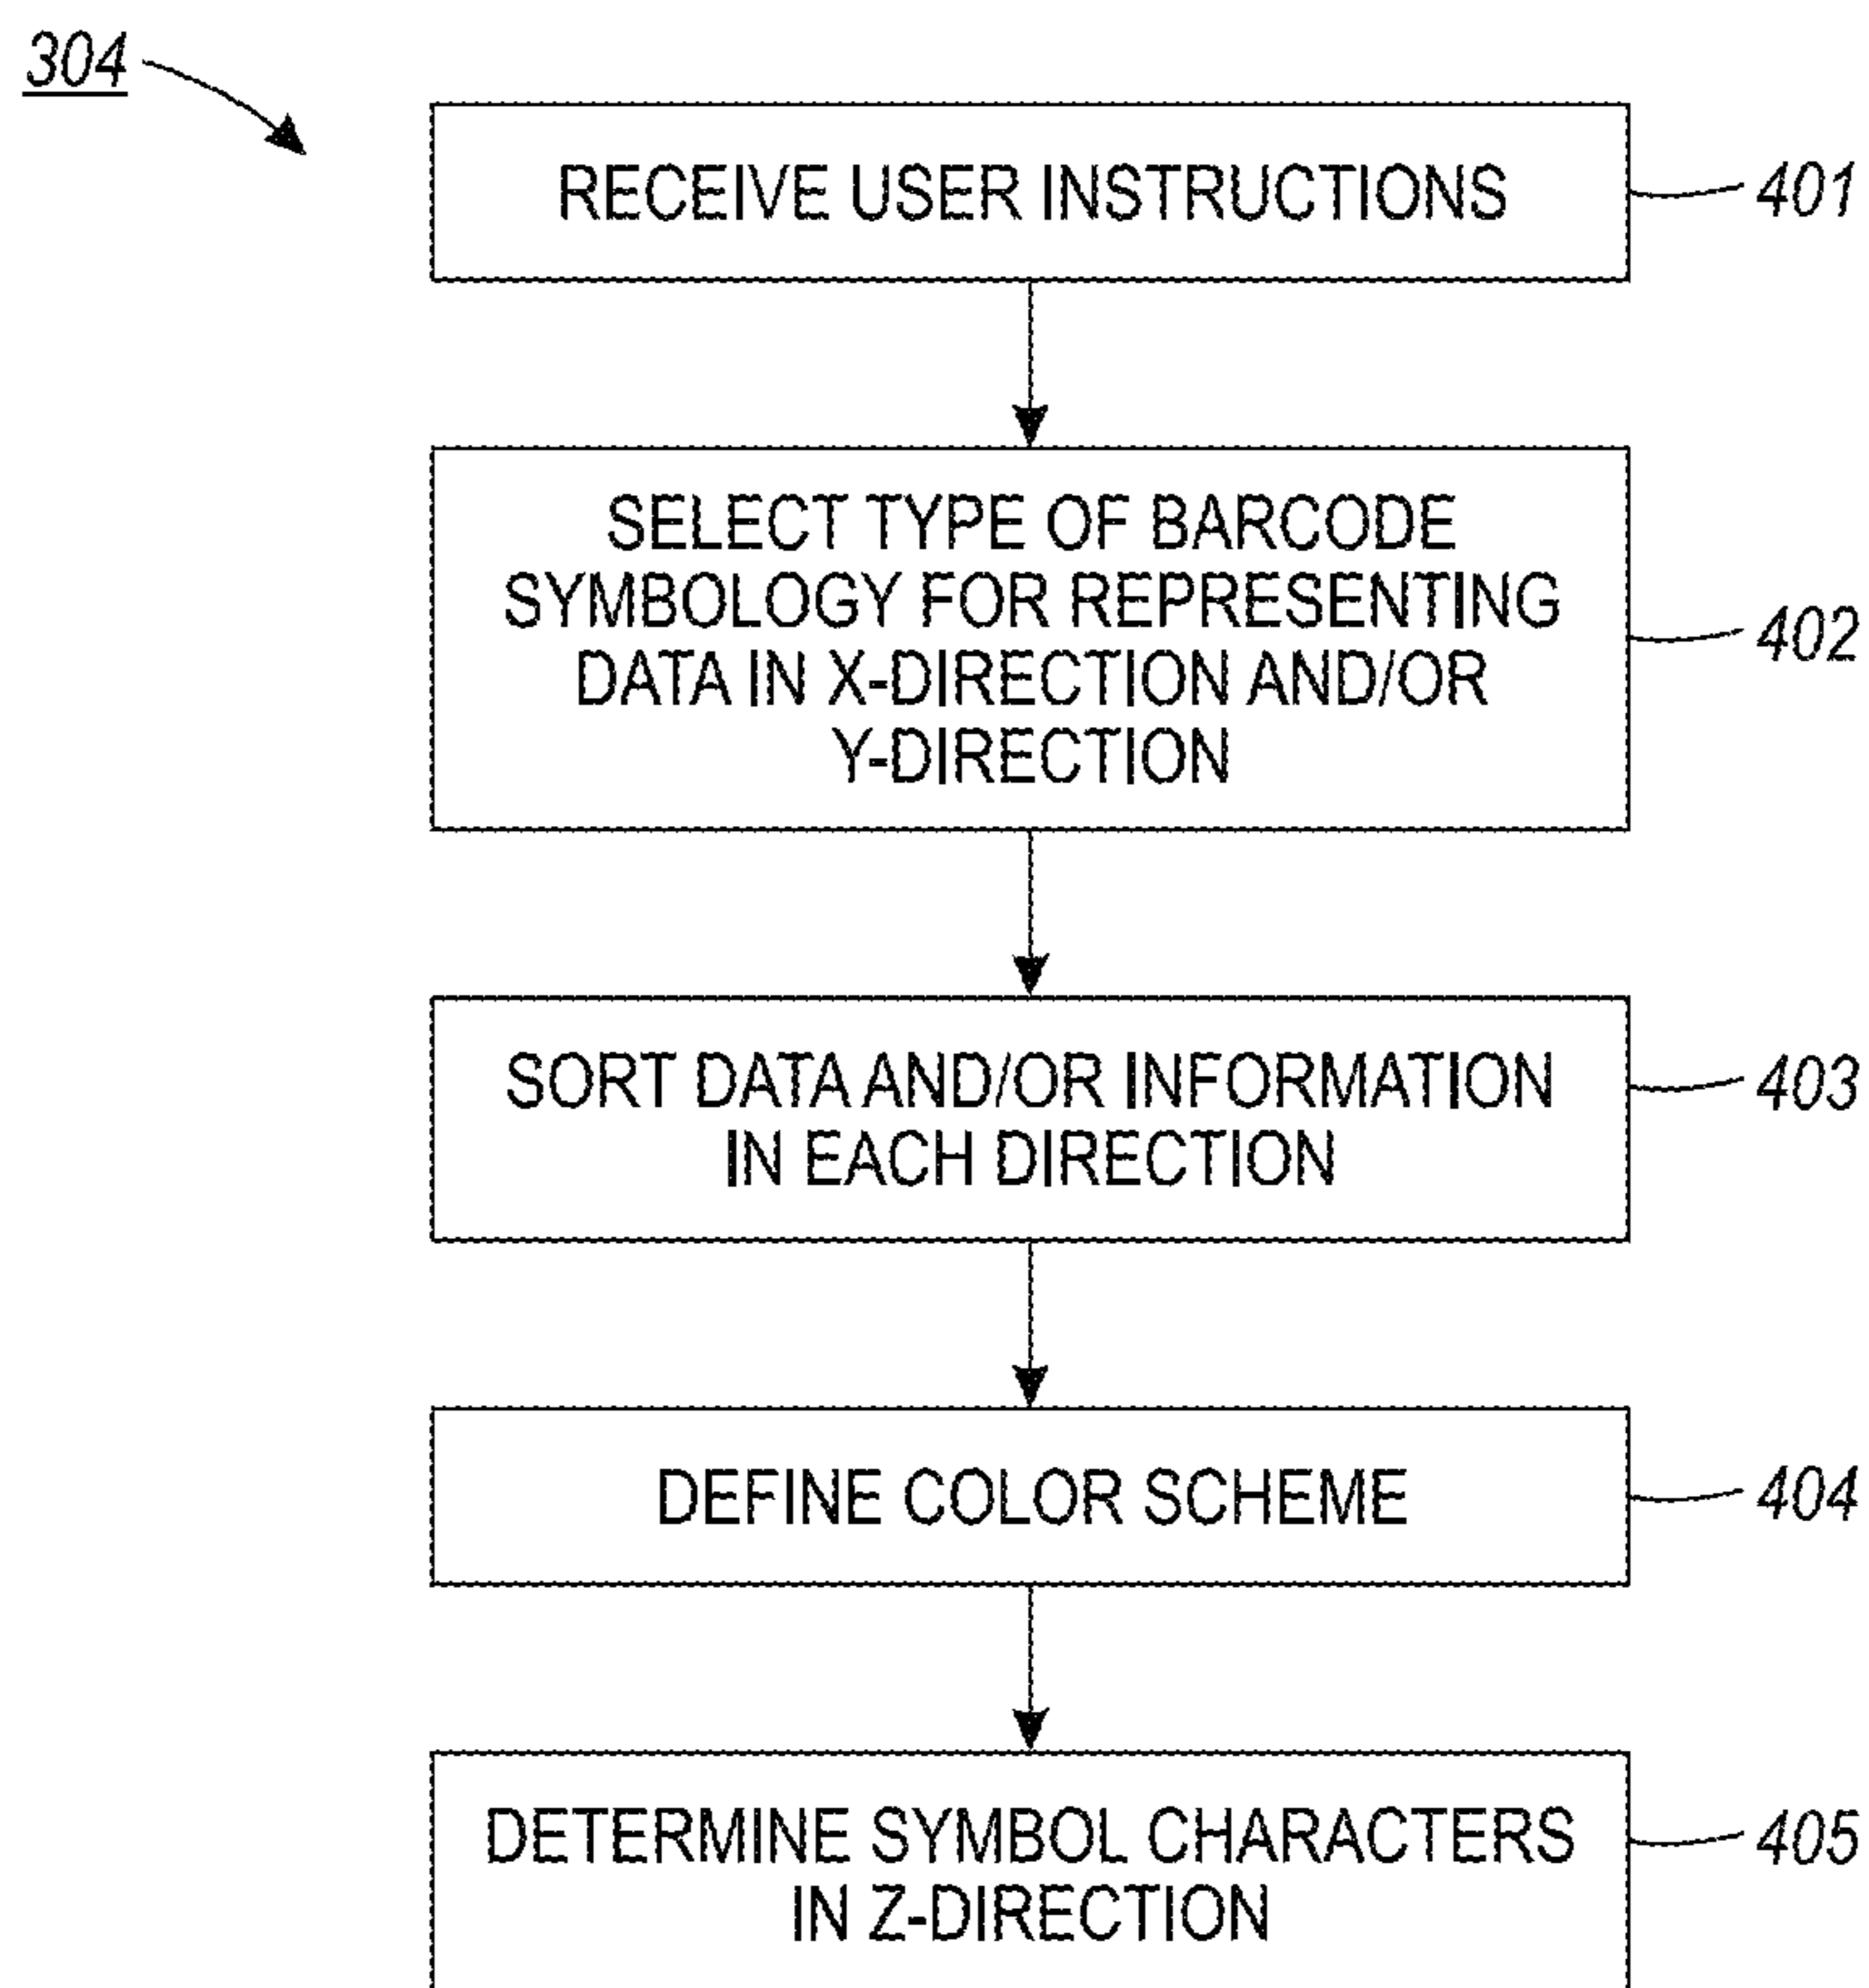 304
RECEIVE USER INSTRUCTIONS
401
SELECT TYPE OF BARCODE
SYMBOLOGY FOR REPRESENTING
DATA IN X-DIRECTION AND/OR
Y-DIRECTION
402
SORT DATA AND/OR INFORMATION
IN EACH DIRECTION
403
DEFINE COLOR SCHEME
404
DETERMINE SYMBOL CHARACTERS
IN Z-DIRECTION
405